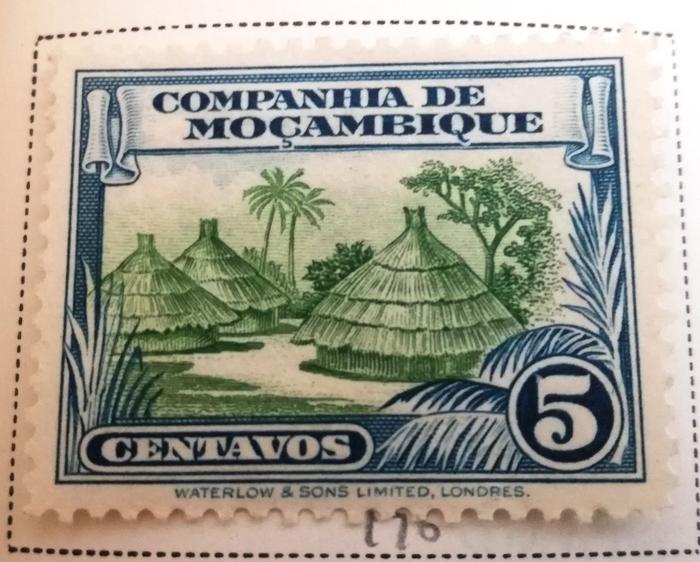 COMPANHIA DE
MOÇAMBIQUE
CENTAVOS
5
WATERLOW & SONS LIMITED, LONDRES.
170